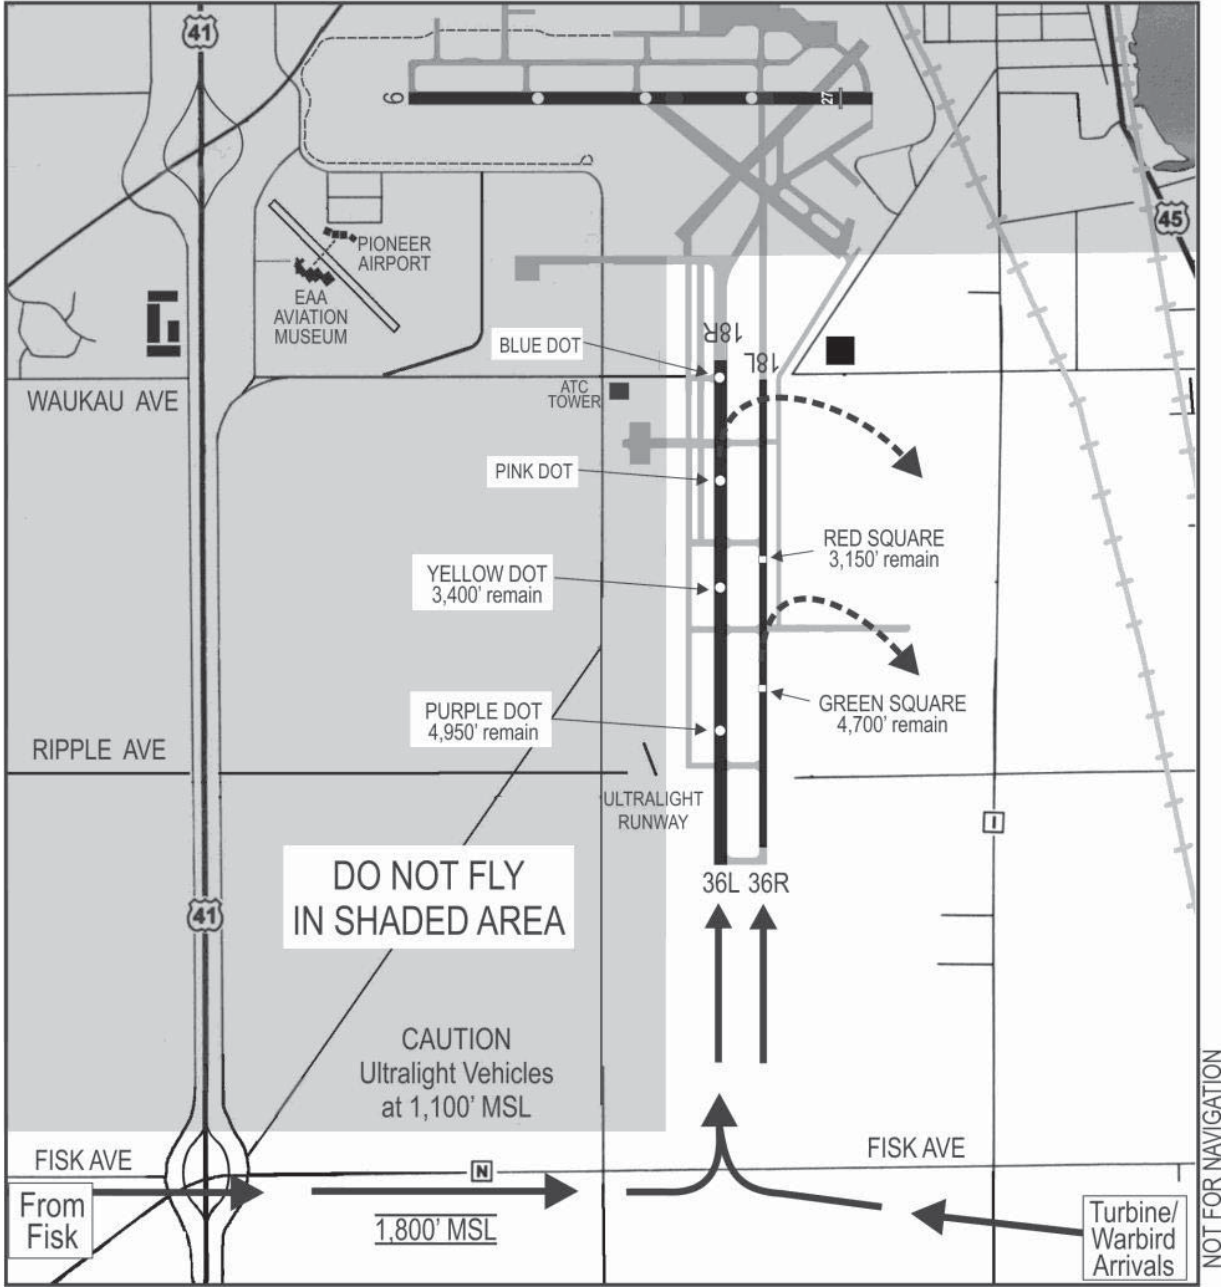 41
9
27
45
PIONEER
AIRPORT
EAA
AVIATION
MUSEUM
18R
BLUE DOT
18L
WAUKAU AVE
ATC
TOWER
PINK DOT
RED SQUARE
3,150' remain
YELLOW DOT
3,400' remain
GREEN SQUARE
4,700' remain
PURPLE DOT
4,950' remain
RIPPLE AVE
ULTRALIGHT
RUNWAY
I
DO NOT FLY
IN SHADED AREA
36L 36R
41
CAUTION
Ultralight Vehicles
at 1,100' MSL
FISK AVE
FISK AVE
N
From
Fisk
1,800' MSL
Turbine/
Warbird
Arrivals
NOT FOR NAVIGATION